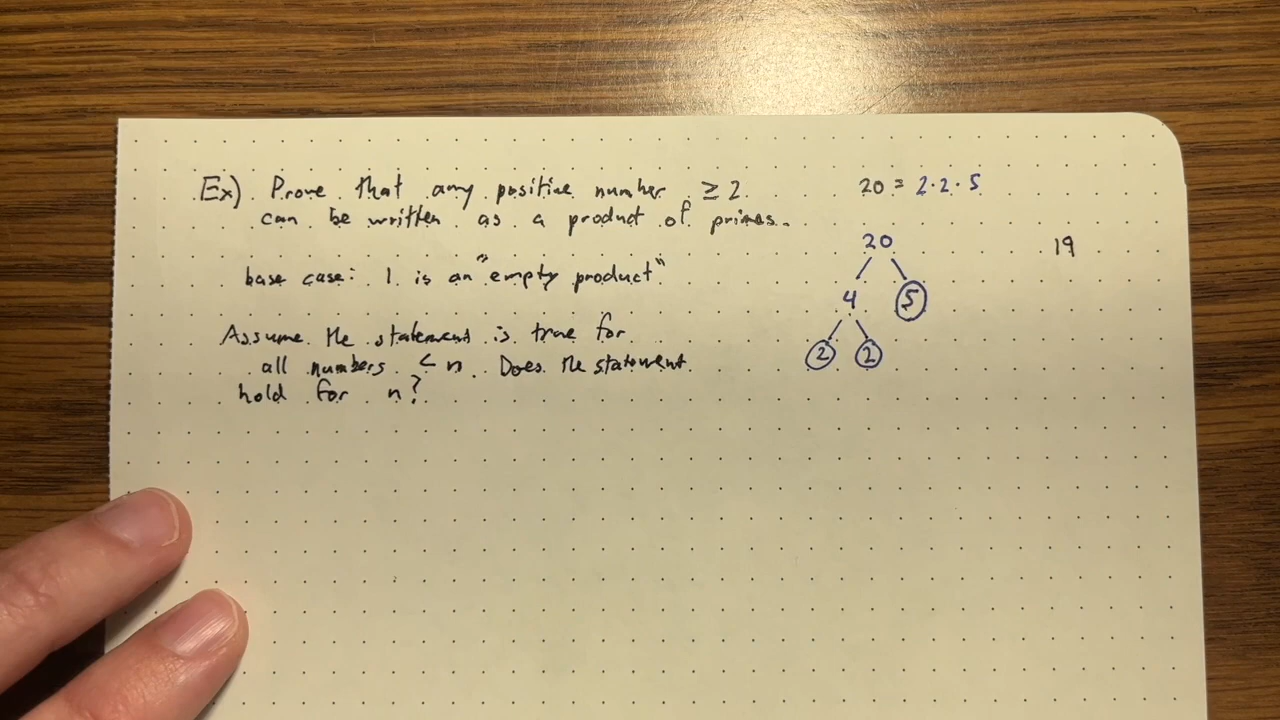 Ex) Prove that any positive number ≥ 2
can be written as a product of primes.
base case: 1 is an "empty product"
Assume the statement is true for
all numbers < n. Does the statement
hold for n?
20 = 2·2·5
20
4 5
2 2
19